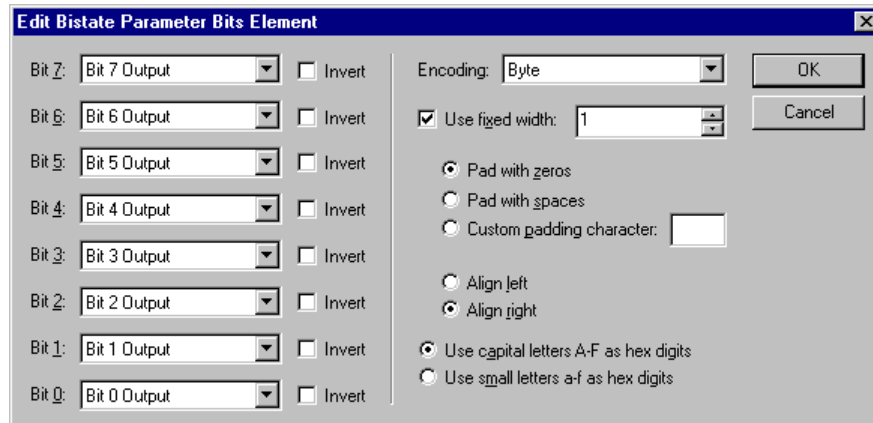 Edit Bistate Parameter Bits Element
Bit 7: Bit 7 Output Invert
Bit 6: Bit 6 Output Invert
Bit 5: Bit 5 Output Invert
Bit 4: Bit 4 Output Invert
Bit 3: Bit 3 Output Invert
Bit 2: Bit 2 Output Invert
Bit 1: Bit 1 Output Invert
Bit 0: Bit 0 Output Invert
Encoding: Byte
Use fixed width: 1
Pad with zeros
Pad with spaces
Custom padding character:
Align left
Align right
Use capital letters A-F as hex digits
Use small letters a-f as hex digits
OK
Cancel